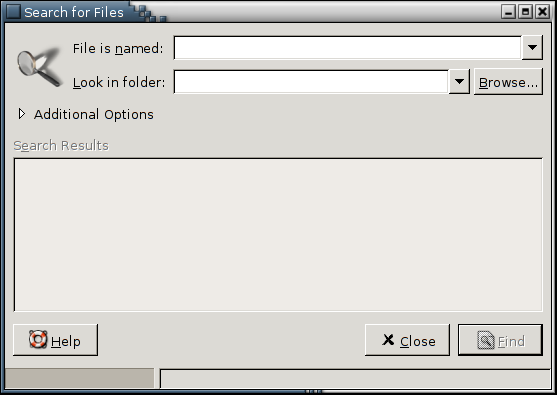 Search for Files
File is named:
Look in folder:
Browse...
Additional Options
Search Results
Help
Close
Find